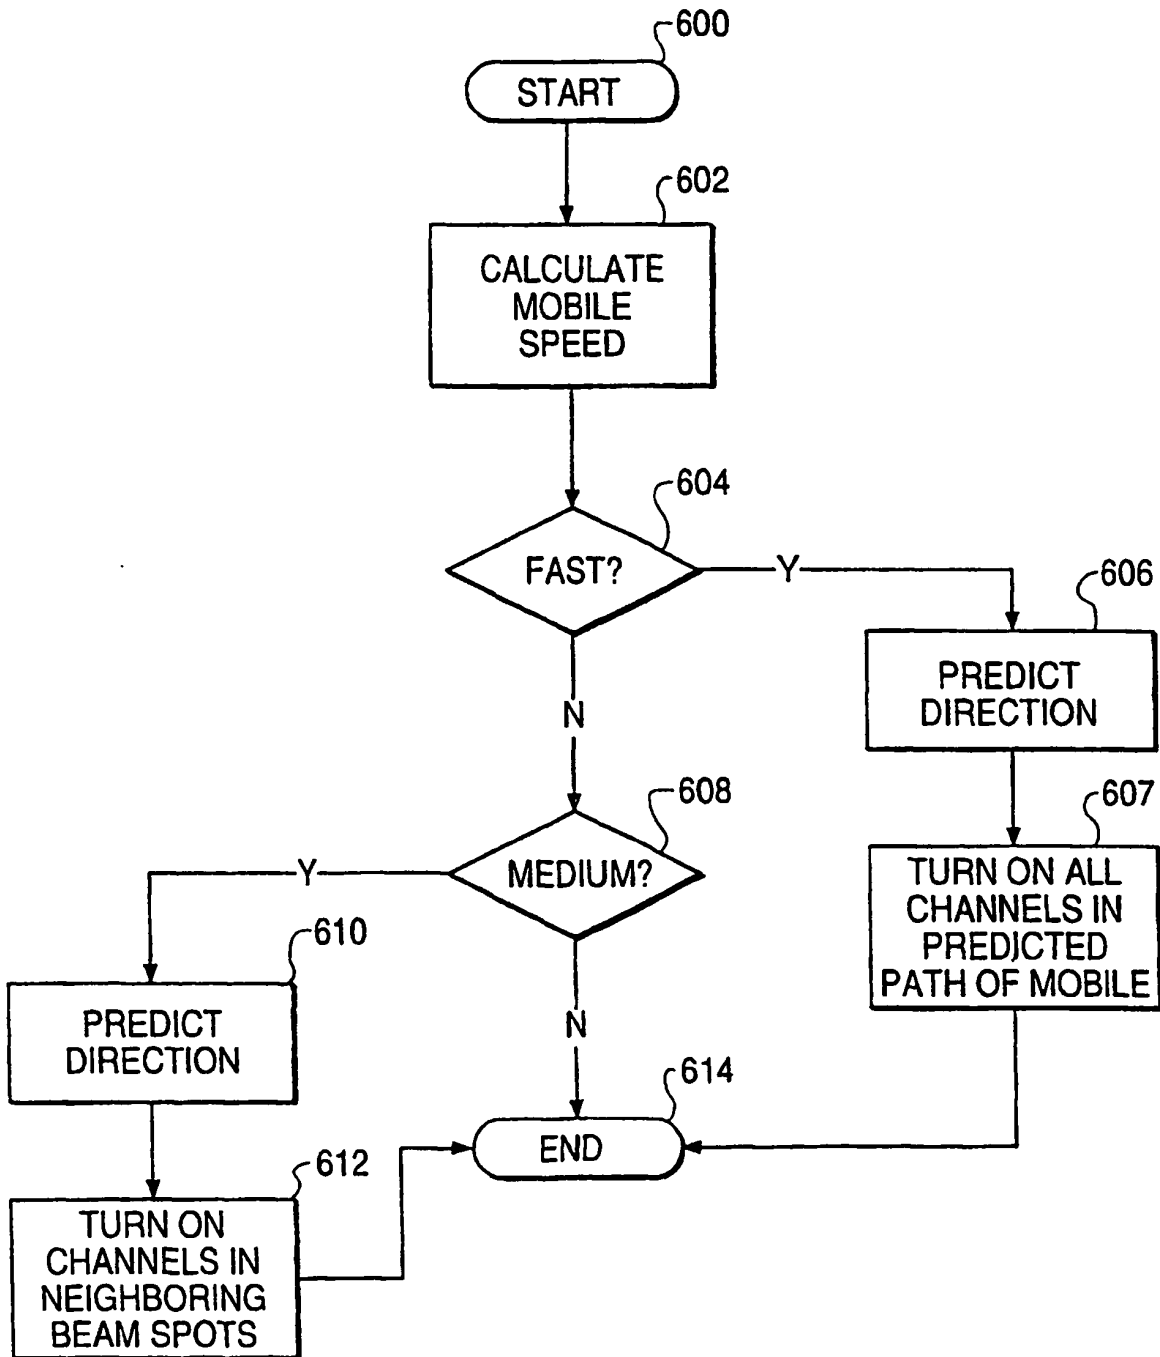 600
START
602
CALCULATE
MOBILE
SPEED
604
FAST?
Y
606
PREDICT
DIRECTION
N
607
TURN ON ALL
CHANNELS IN
PREDICTED
PATH OF MOBILE
608
MEDIUM?
Y
610
PREDICT
DIRECTION
N
614
END
612
TURN ON
CHANNELS IN
NEIGHBORING
BEAM SPOTS